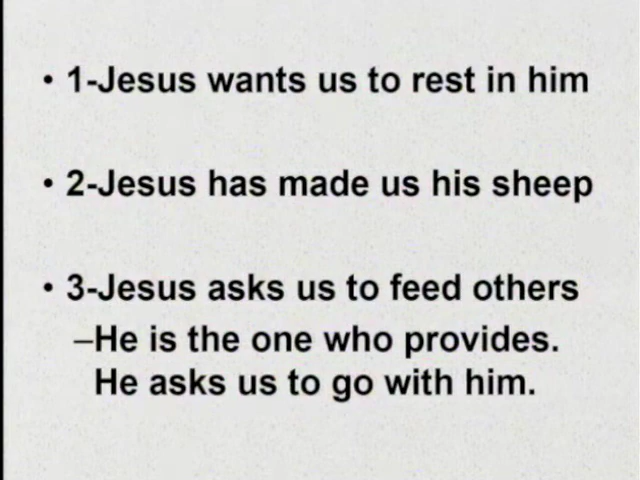 • 1-Jesus wants us to rest in him
• 2-Jesus has made us his sheep
• 3-Jesus asks us to feed others
–He is the one who provides.
He asks us to go with him.